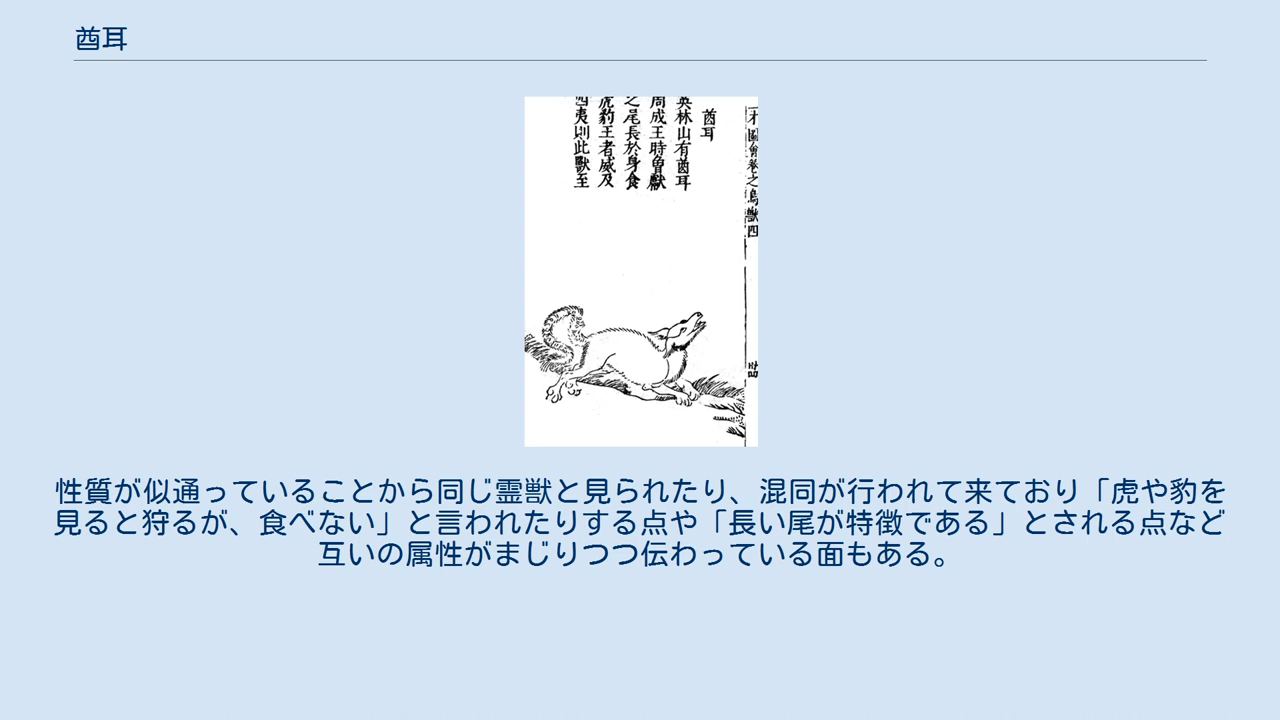 酋耳
才圖會卷之鳥獸四
酋耳
英林山有酋耳
周成王時曾獻
之尾長於身食
虎豹王者威及
四夷則此獸至
性質が似通っていることから同じ霊獣と見られたり、混同が行われて来ており「虎や豹を
見ると狩るが、食べない」と言われたりする点や「長い尾が特徴である」とされる点など
互いの属性がまじりつつ伝わっている面もある。